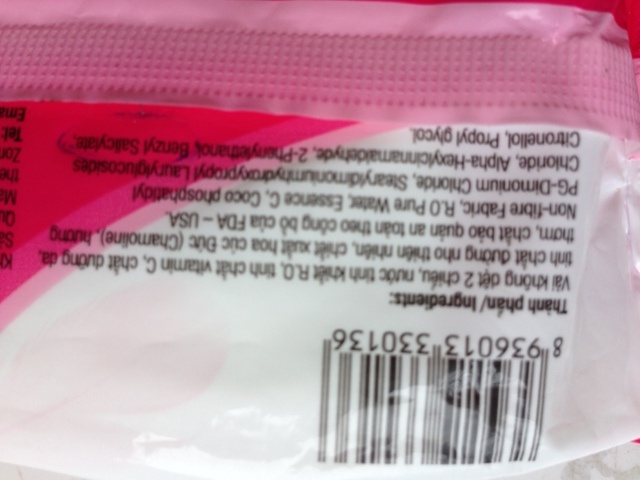 8 936013 330136
Thành phần/ Ingredients:
Vải không dệt 2 chiều, nước tinh khiết R.O, tinh chất vitamin C, chất dưỡng da,
tinh chất dưỡng nho thiên nhiên, chiết xuất hoa cúc Đức (Chamoline), hương
thơm, chất bảo quản an toàn theo công bố của FDA – USA.
Non-fibre Fabric, R.O Pure Water, Essence C, Coco phosphatidyl
PG-Dimonium Chloride, Stearyldimoniumhydroxypropyl Laurylglucosides
Chloride, Alpha-Hexylcinnamaldehyde, 2-Phenylethanol, Benzyl Salicylate,
Citronellol, Propyl glycol.
Tel:
Ema